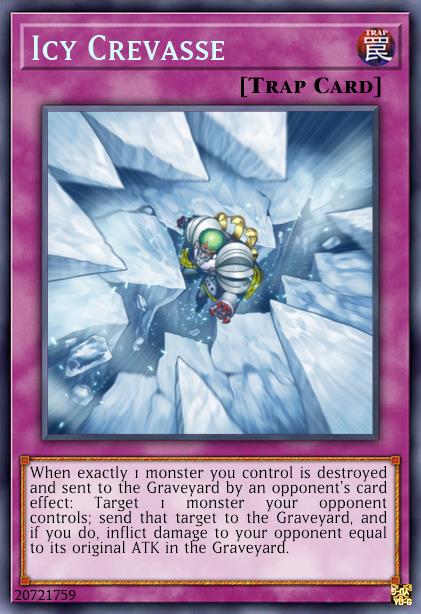 Icy Crevasse
TRAP
罠
[Trap Card]
When exactly 1 monster you control is destroyed
and sent to the Graveyard by an opponent's card
effect: Target 1 monster your opponent
controls; send that target to the Graveyard, and
if you do, inflict damage to your opponent equal
to its original ATK in the Graveyard.
20721759